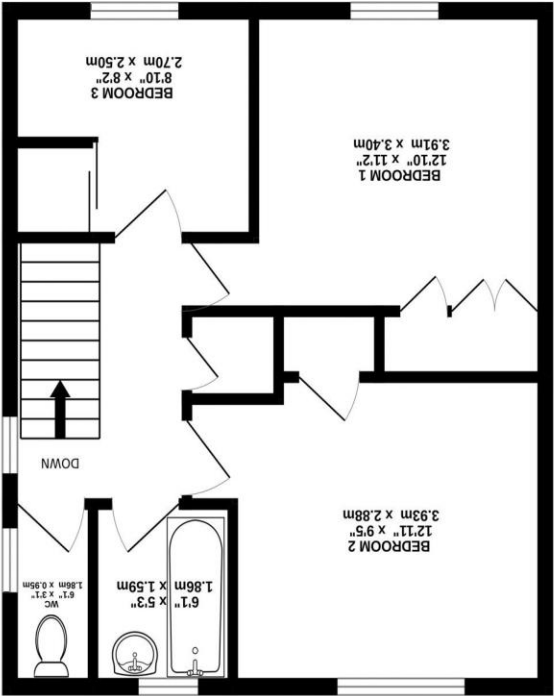 BEDROOM 3
8'10" x 8'2"
2.70m x 2.50m
BEDROOM 1
12'10" x 11'2"
3.91m x 3.40m
DOWN
BEDROOM 2
12'11" x 9'5"
3.93m x 2.88m
6'1" x 5'3"
1.86m x 1.59m
WC
6'1" x 3'1"
1.86m x 0.95m